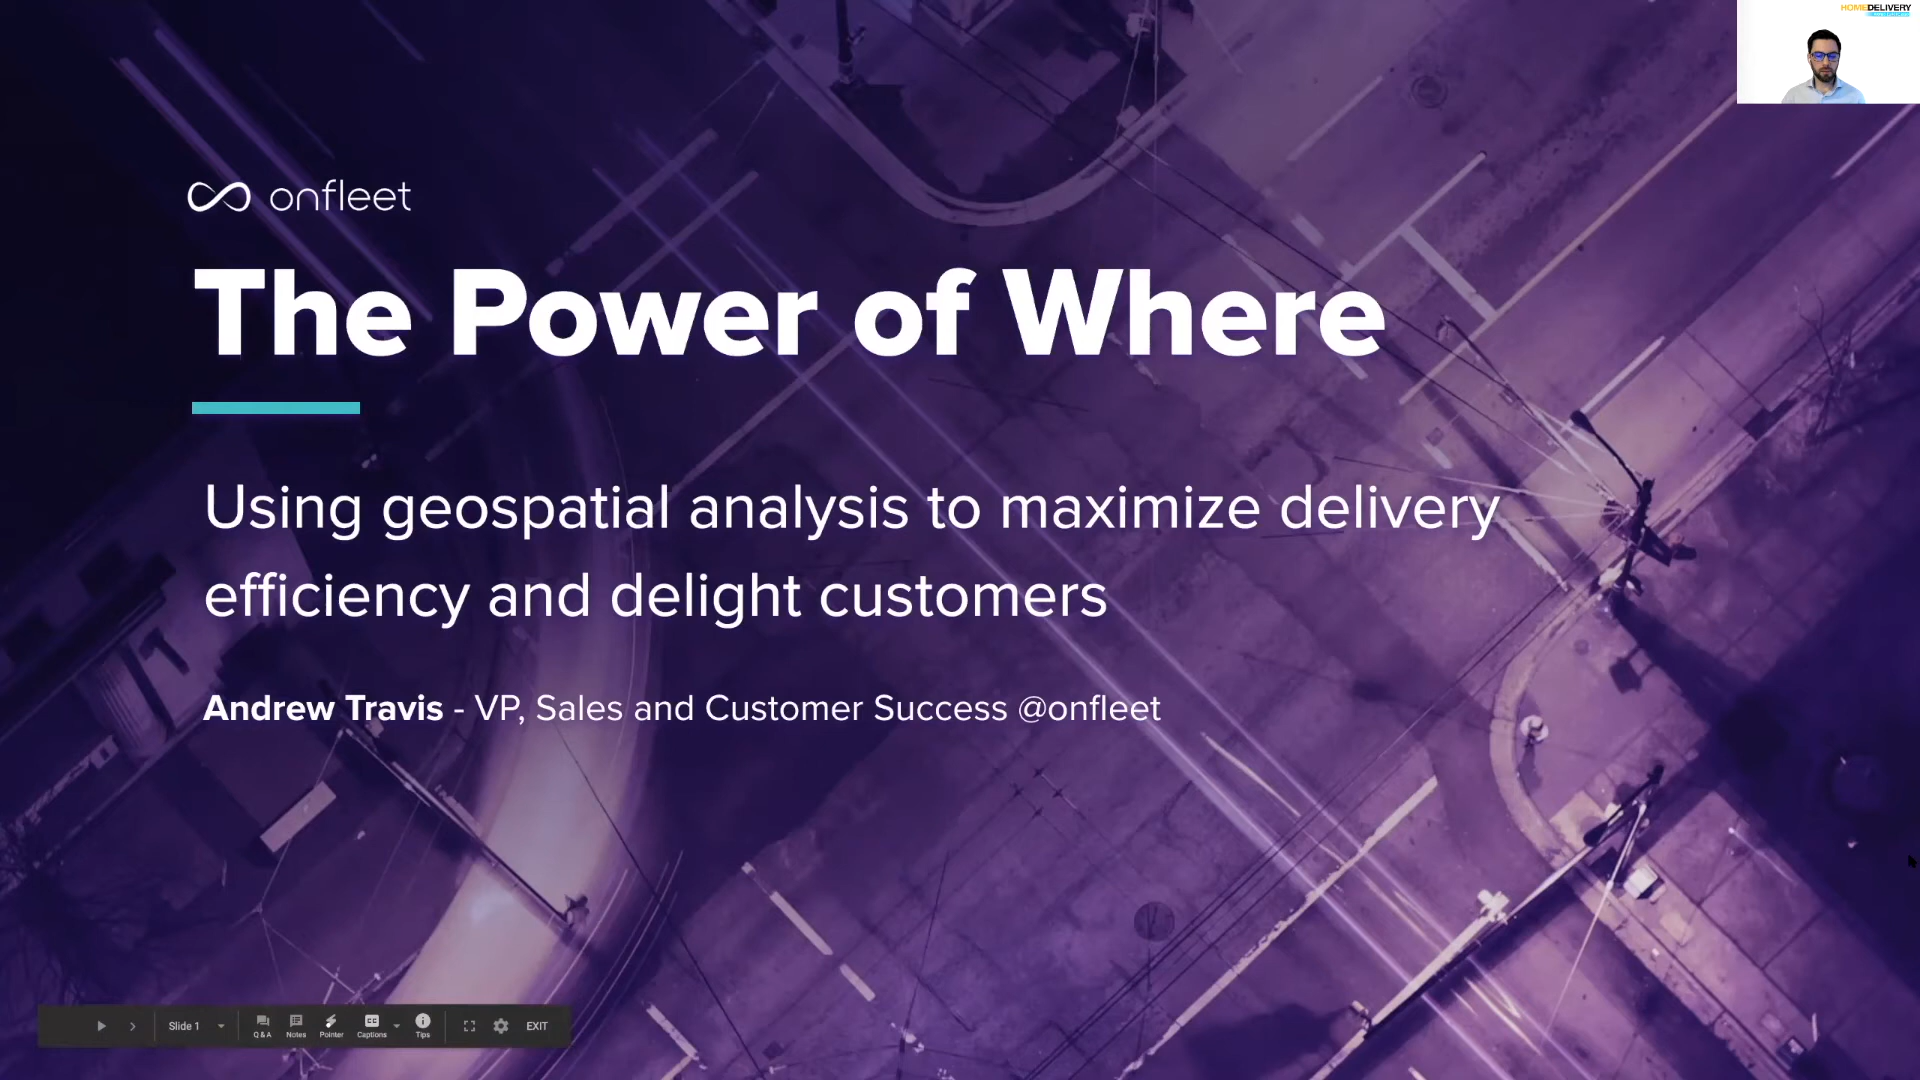 HOMEDELIVERY
onfleet
The Power of Where
Using geospatial analysis to maximize delivery
efficiency and delight customers
Andrew Travis - VP, Sales and Customer Success @onfleet
Slide 1
Q & A
Notes
Pointer
Captions
Tips
EXIT